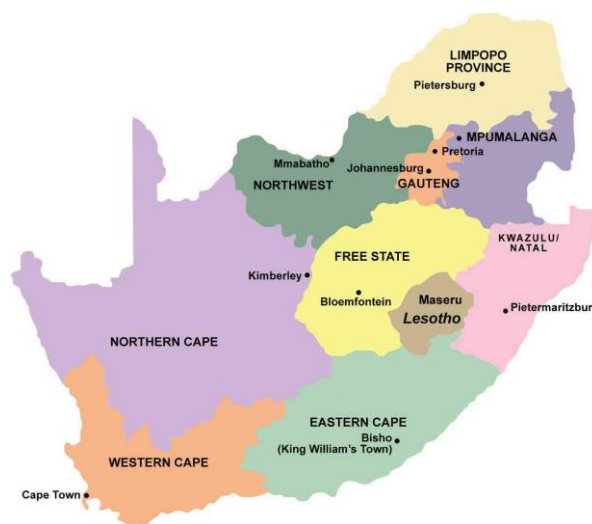 LIMPOPO
PROVINCE
Pietersburg
MPUMALANGA
Pretoria
Mmabatho
Johannesburg
NORTHWEST
GAUTENG
KWAZULU/
NATAL
FREE STATE
Kimberley
Bloemfontein
Maseru
Lesotho
Pietermaritzbur
NORTHERN CAPE
EASTERN CAPE
Bisho
(King William's Town)
WESTERN CAPE
Cape Town